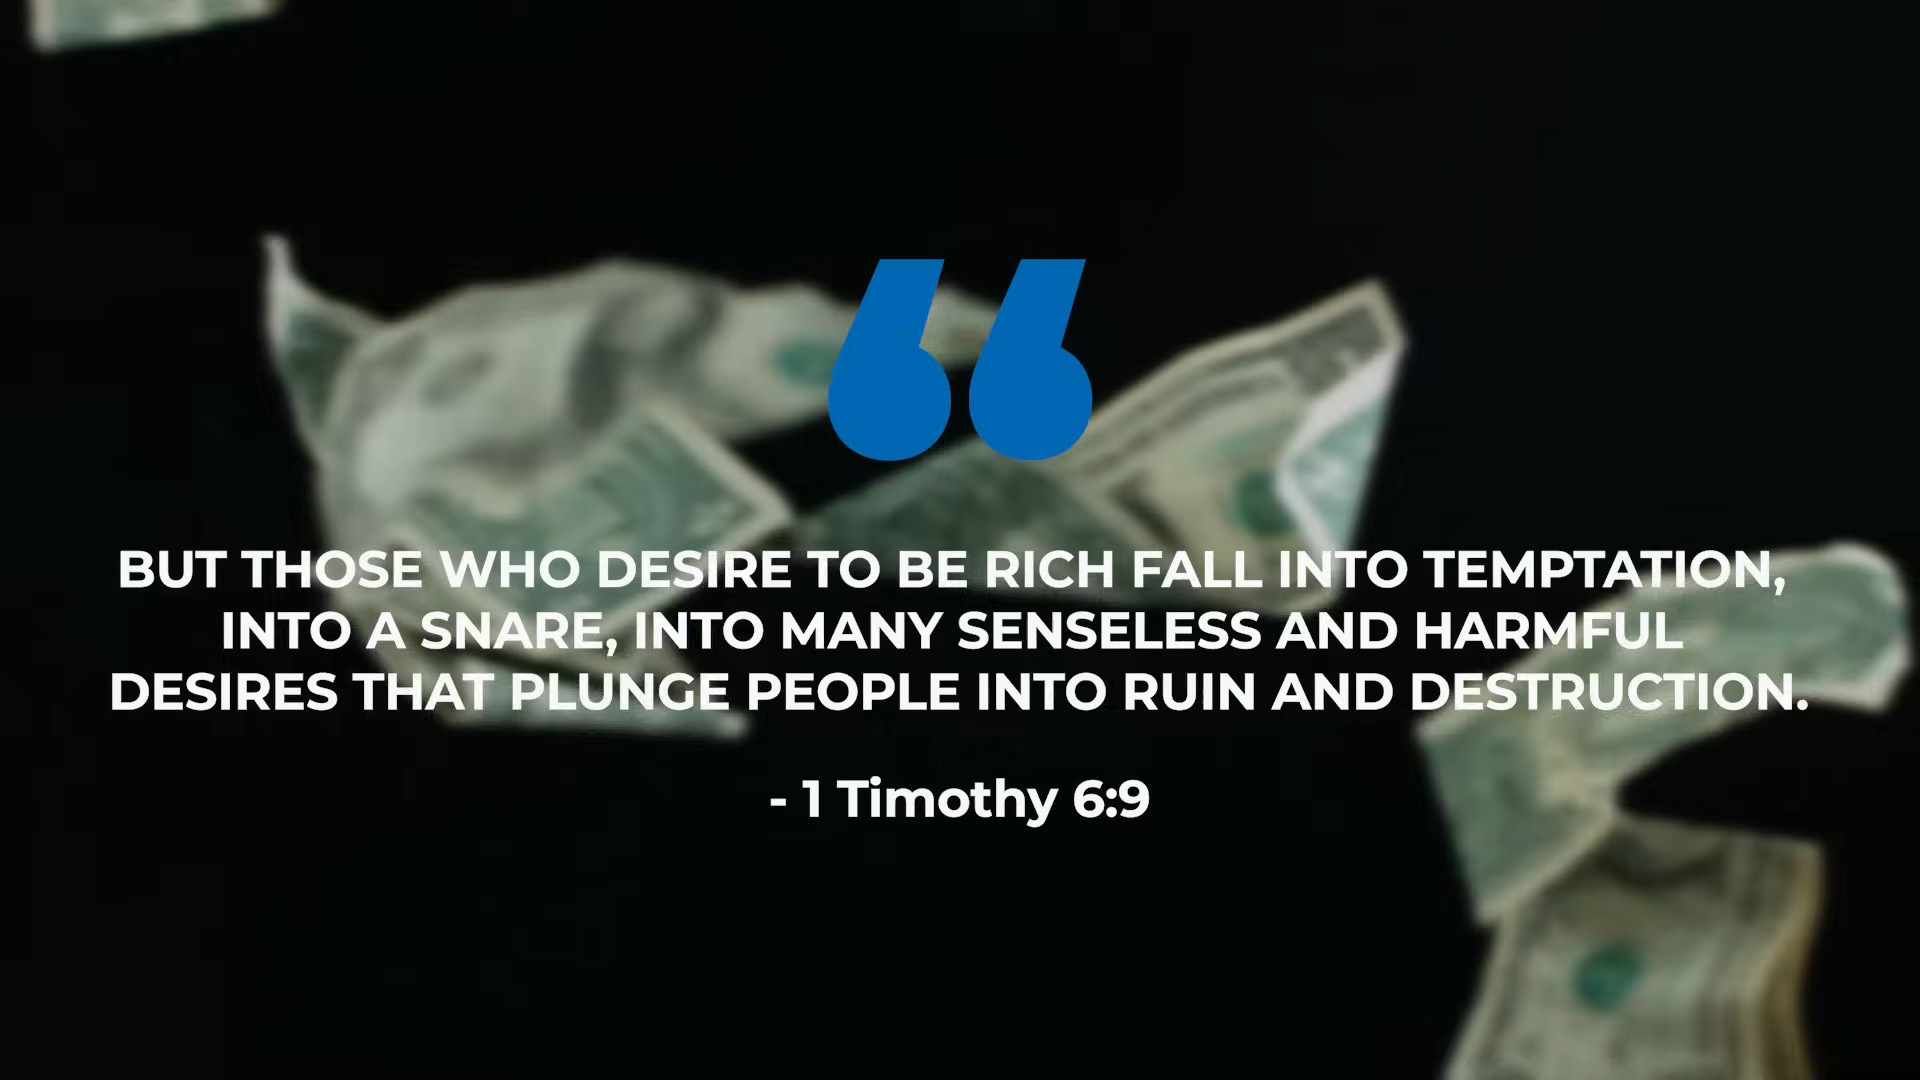 BUT THOSE WHO DESIRE TO BE RICH FALL INTO TEMPTATION,
INTO A SNARE, INTO MANY SENSELESS AND HARMFUL
DESIRES THAT PLUNGE PEOPLE INTO RUIN AND DESTRUCTION.
- 1 Timothy 6:9